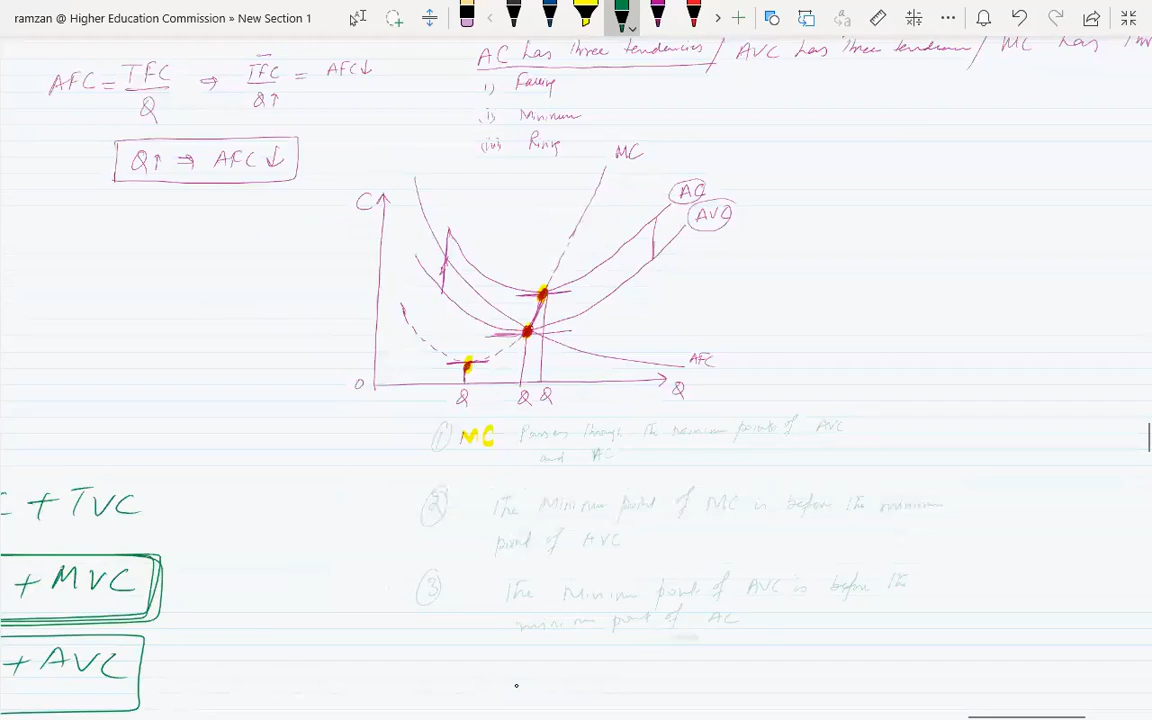 ramzan @ Higher Education Commission » New Section 1
AC has three tendencies / AVC has three / MC has
i) Falling
ii) Minimum
(iii) Rising
AFC = TFC / Q ⇒ TFC / Q↑ = AFC↓
Q↑ ⇒ AFC ↓
MC
C
AC
AVC
AFC
O
Q Q Q Q
(1) MC Passes through the minimum points of AVC
and AC
(2) The Minimum point of MC is before the minimum
point of AVC
(3) The Minimum point of AVC is before the
minimum point of AC
+ TVC
+ MVC
+ AVC